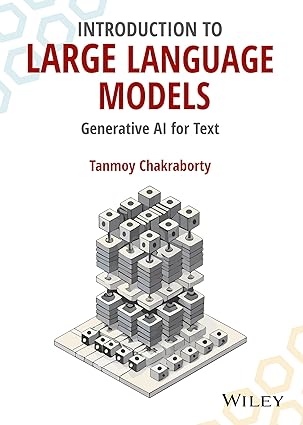 INTRODUCTION TO
LARGE LANGUAGE
MODELS
Generative AI for Text
Tanmoy Chakraborty
WILEY